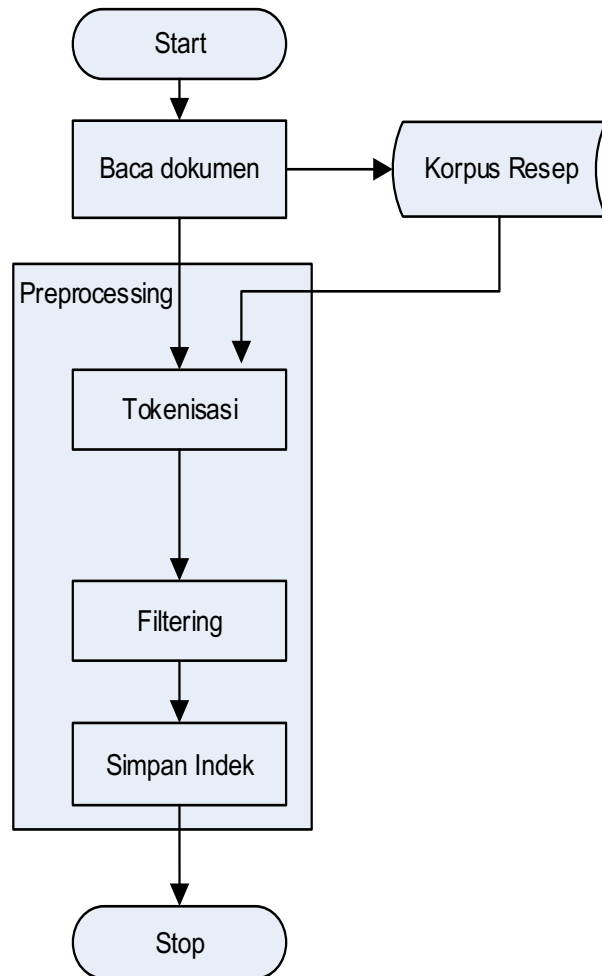 Start
Baca dokumen
Korpus Resep
Preprocessing
Tokenisasi
Filtering
Simpan Indek
Stop